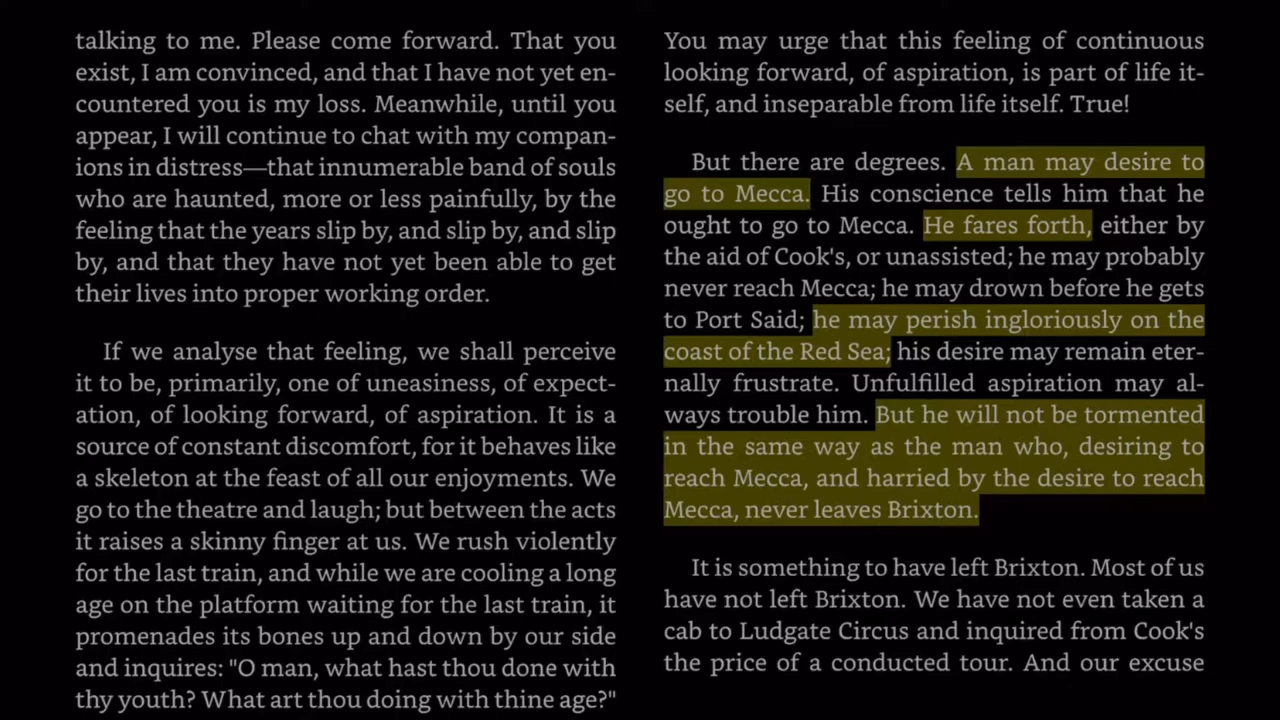 talking to me. Please come forward. That you
exist, I am convinced, and that I have not yet en-
countered you is my loss. Meanwhile, until you
appear, I will continue to chat with my compan-
ions in distress—that innumerable band of souls
who are haunted, more or less painfully, by the
feeling that the years slip by, and slip by, and slip
by, and that they have not yet been able to get
their lives into proper working order.
If we analyse that feeling, we shall perceive
it to be, primarily, one of uneasiness, of expect-
ation, of looking forward, of aspiration. It is a
source of constant discomfort, for it behaves like
a skeleton at the feast of all our enjoyments. We
go to the theatre and laugh; but between the acts
it raises a skinny finger at us. We rush violently
for the last train, and while we are cooling a long
age on the platform waiting for the last train, it
promenades its bones up and down by our side
and inquires: "O man, what hast thou done with
thy youth? What art thou doing with thine age?"
You may urge that this feeling of continuous
looking forward, of aspiration, is part of life it-
self, and inseparable from life itself. True!
But there are degrees. A man may desire to
go to Mecca. His conscience tells him that he
ought to go to Mecca. He fares forth, either by
the aid of Cook's, or unassisted; he may probably
never reach Mecca; he may drown before he gets
to Port Said; he may perish ingloriously on the
coast of the Red Sea; his desire may remain eter-
nally frustrate. Unfulfilled aspiration may al-
ways trouble him. But he will not be tormented
in the same way as the man who, desiring to
reach Mecca, and harried by the desire to reach
Mecca, never leaves Brixton.
It is something to have left Brixton. Most of us
have not left Brixton. We have not even taken a
cab to Ludgate Circus and inquired from Cook's
the price of a conducted tour. And our excuse